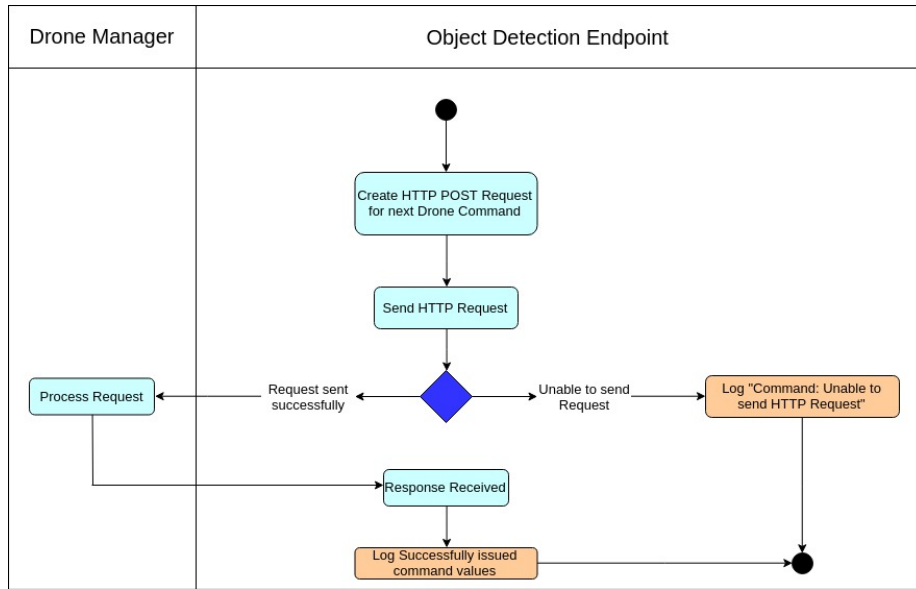 Drone Manager
Object Detection Endpoint
Create HTTP POST Request
for next Drone Command
Send HTTP Request
Process Request
Request sent
successfully
Unable to send
Request
Log "Command: Unable to
send HTTP Request"
Response Received
Log Successfully issued
command values